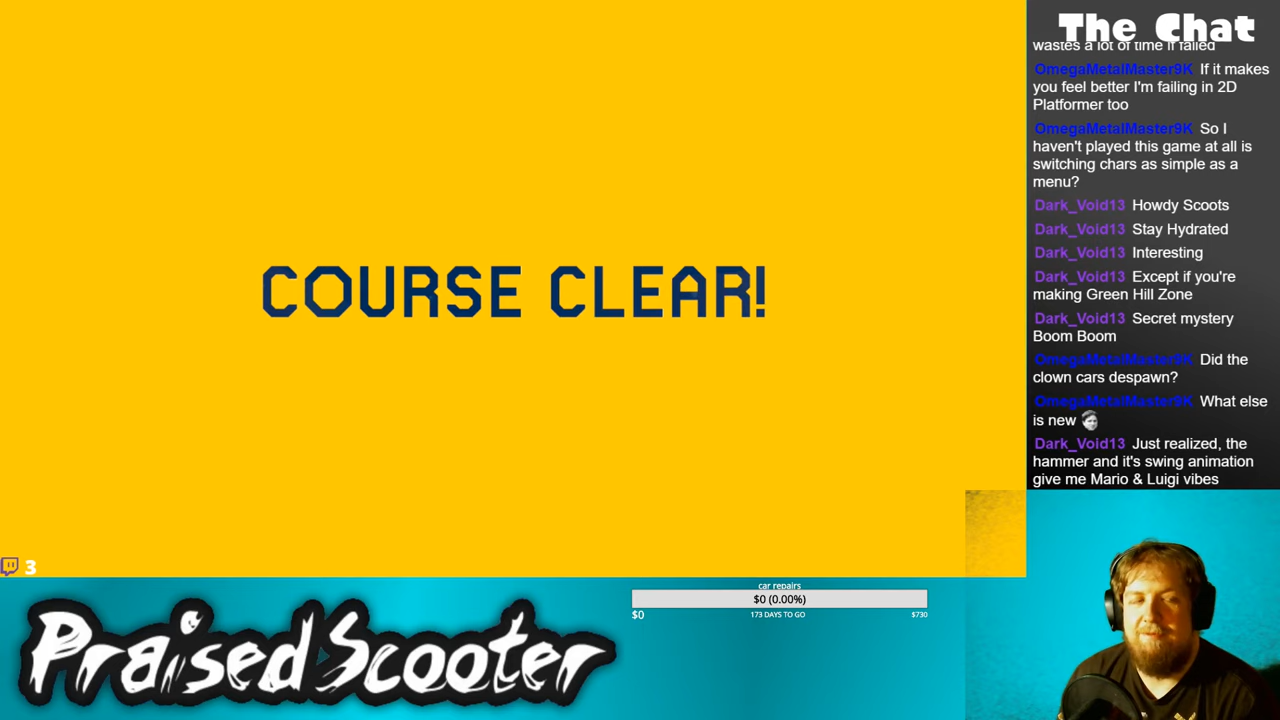 The Chat
wastes a lot of time if failed
OmegaMetalMaster9K If it makes
you feel better I'm failing in 2D
Platformer too
OmegaMetalMaster9K So I
haven't played this game at all is
switching chars as simple as a
menu?
Dark_Void13 Howdy Scoots
Dark_Void13 Stay Hydrated
Dark_Void13 Interesting
Dark_Void13 Except if you're
making Green Hill Zone
Dark_Void13 Secret mystery
Boom Boom
OmegaMetalMaster9K Did the
clown cars despawn?
OmegaMetalMaster9K What else
is new
Dark_Void13 Just realized, the
hammer and it's swing animation
give me Mario & Luigi vibes
COURSE CLEAR!
3
PraisedScooter
car repairs
$0 (0.00%)
$0 173 DAYS TO GO $730